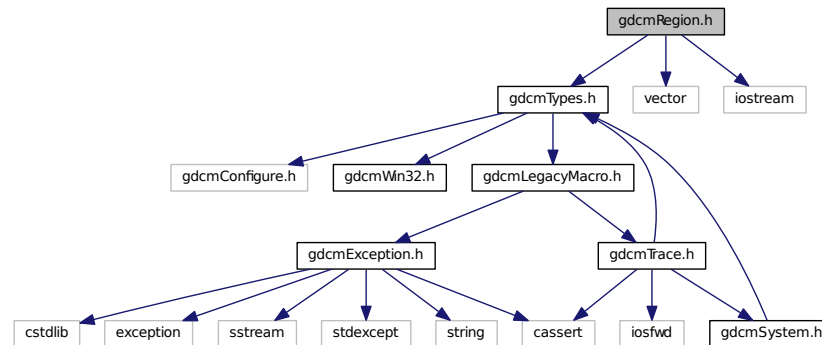 gdcmRegion.h
gdcmTypes.h
vector
iostream
gdcmConfigure.h
gdcmWin32.h
gdcmLegacyMacro.h
gdcmException.h
gdcmTrace.h
cstdlib
exception
sstream
stdexcept
string
cassert
iosfwd
gdcmSystem.h